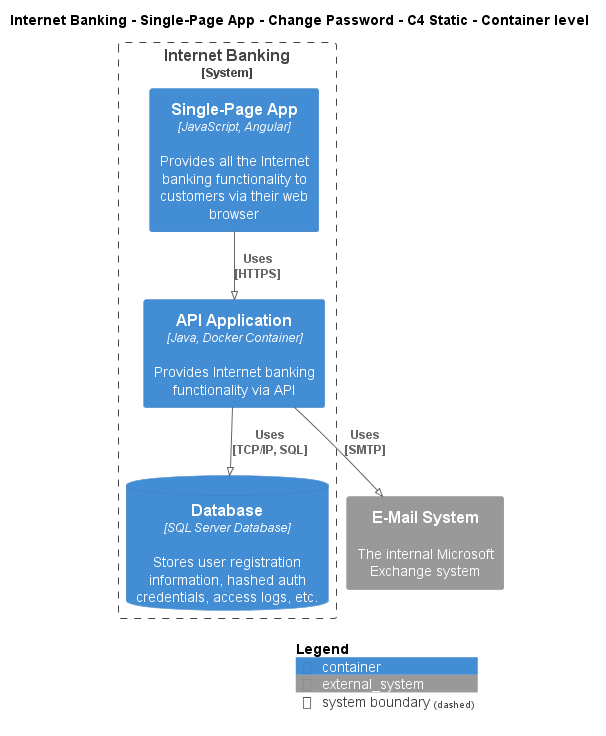 Internet Banking - Single-Page App - Change Password - C4 Static - Container level
Internet Banking
[System]
Single-Page App
[JavaScript, Angular]
Provides all the Internet
banking functionality to
customers via their web
browser
Uses
[HTTPS]
API Application
[Java, Docker Container]
Provides Internet banking
functionality via API
Uses
[TCP/IP, SQL]
Uses
[SMTP]
Database
[SQL Server Database]
Stores user registration
information, hashed auth
credentials, access logs, etc.
E-Mail System
The internal Microsoft
Exchange system
Legend
container
external_system
system boundary (dashed)